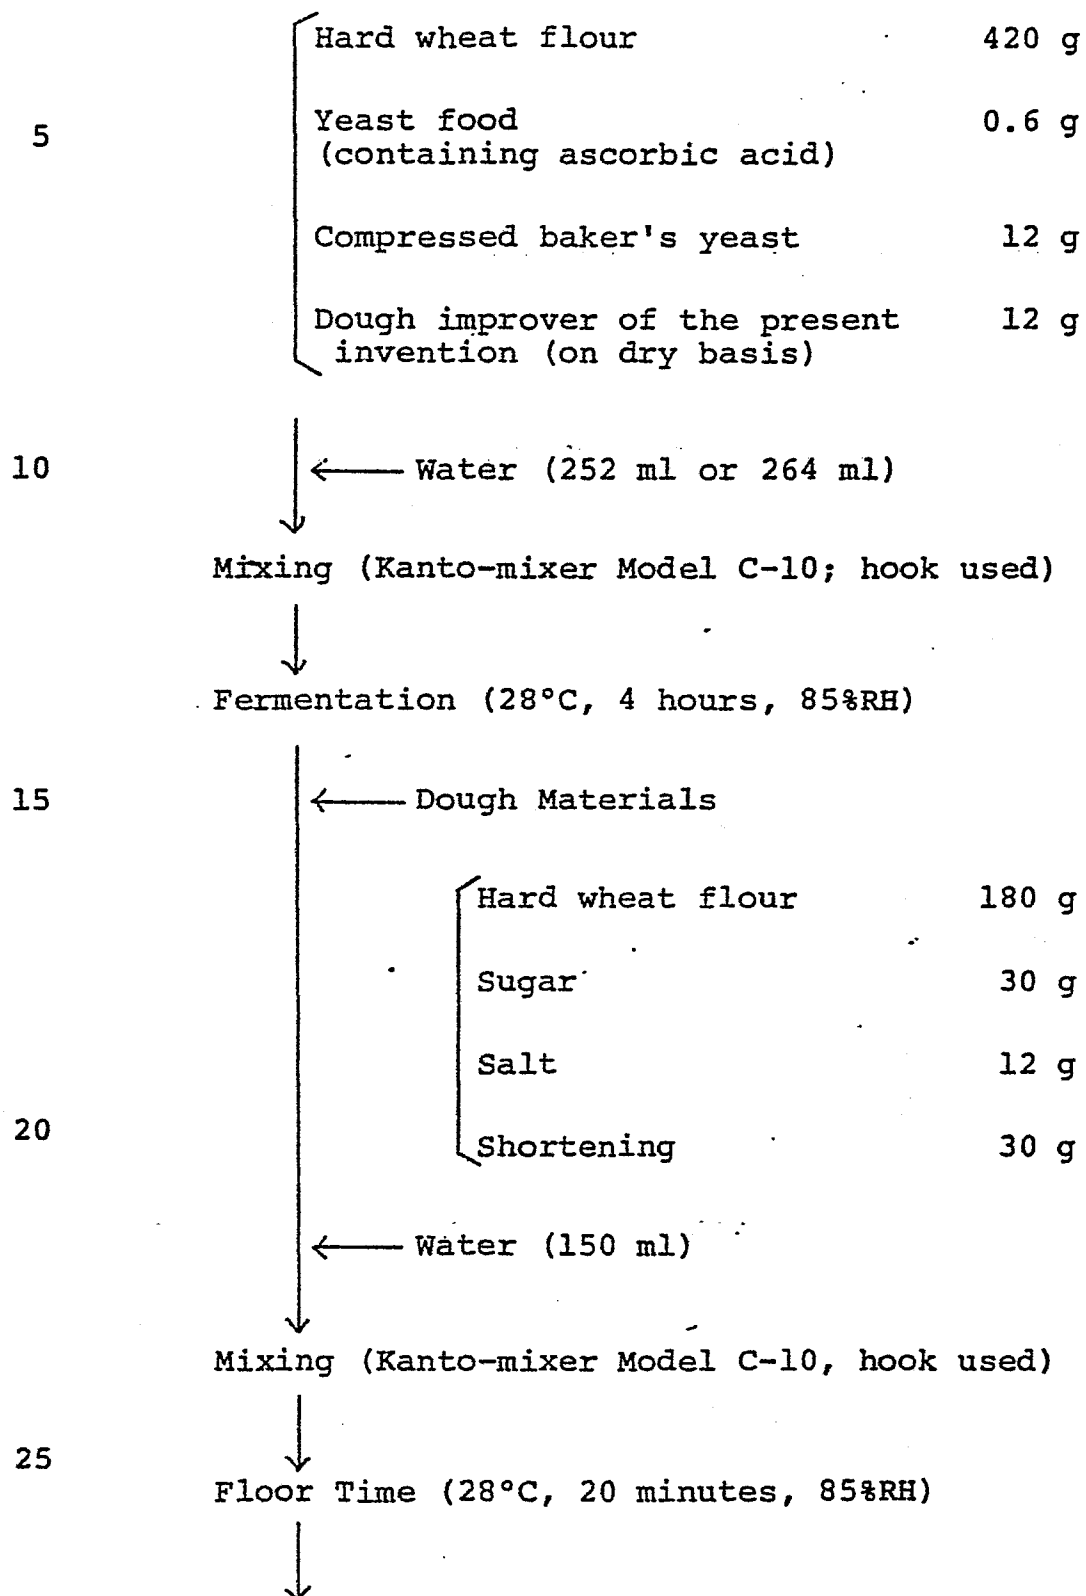 Hard wheat flour 420 g
5 Yeast food 0.6 g
(containing ascorbic acid)
Compressed baker's yeast 12 g
Dough improver of the present 12 g
invention (on dry basis)
10 Water (252 ml or 264 ml)
Mixing (Kanto-mixer Model C-10; hook used)
Fermentation (28°C, 4 hours, 85%RH)
15 Dough Materials
Hard wheat flour 180 g
Sugar 30 g
Salt 12 g
20 Shortening 30 g
Water (150 ml)
Mixing (Kanto-mixer Model C-10, hook used)
25 Floor Time (28°C, 20 minutes, 85%RH)